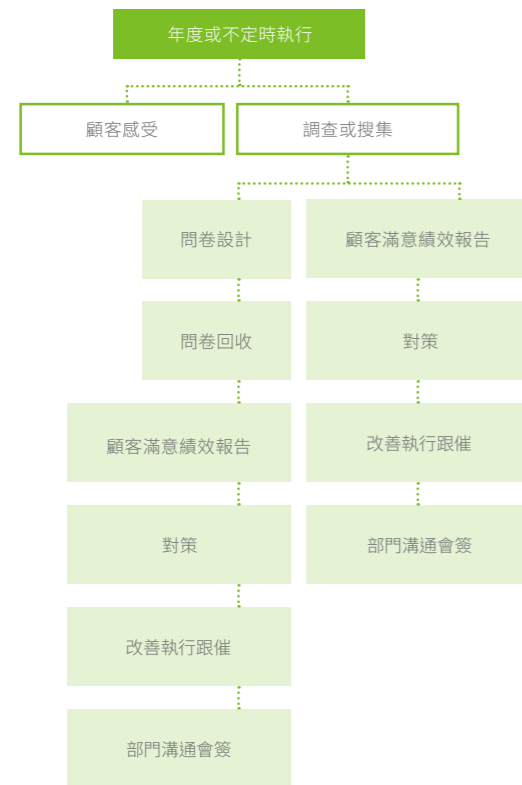 年度或不定時執行
顧客感受
調查或搜集
問卷設計
問卷回收
顧客滿意績效報告
對策
改善執行跟催
部門溝通會簽
顧客滿意績效報告
對策
改善執行跟催
部門溝通會簽